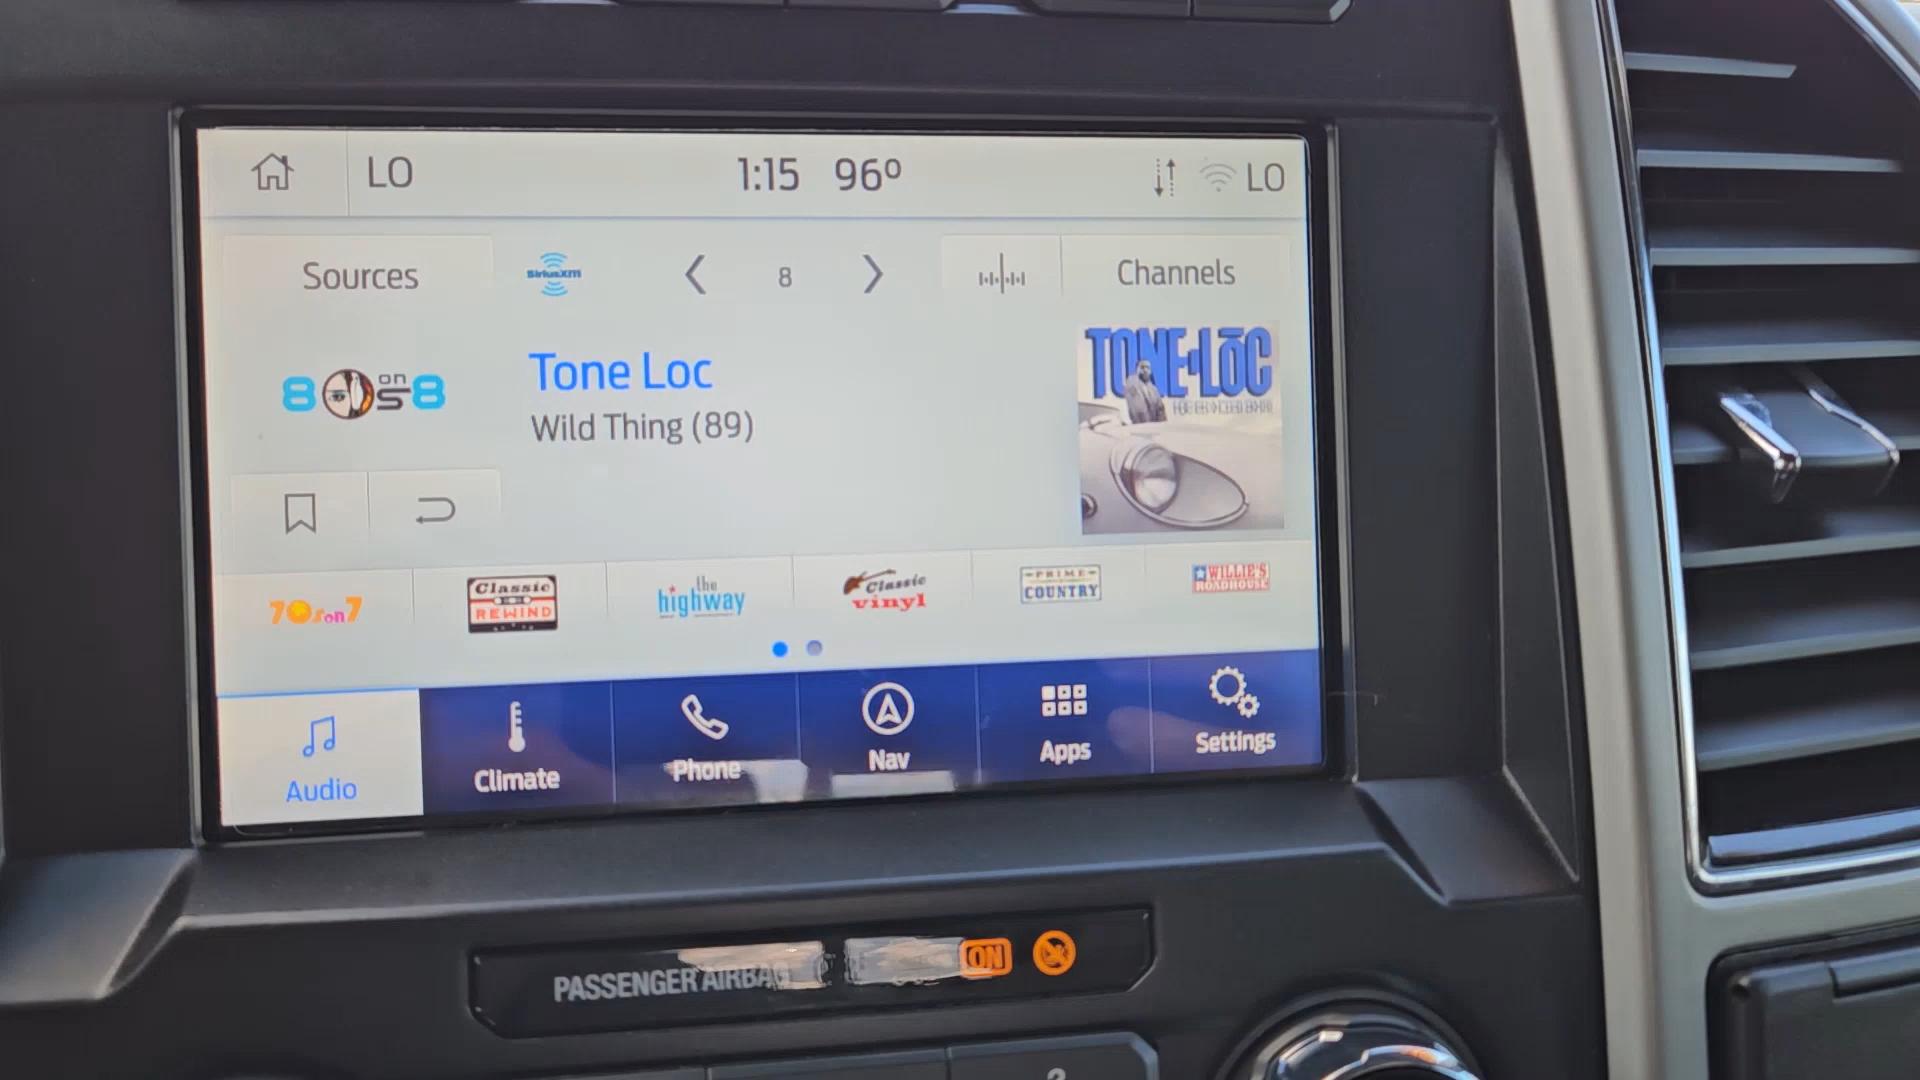 LO 1:15 96º LO
Sources SiriusXM 8 Channels
80s on 8
Tone Loc
Wild Thing (89)
TONE-LŌC
70s on 7
Classic REWIND
the highway
Classic vinyl
PRIME COUNTRY
WILLIE'S ROADHOUSE
Audio Climate Phone Nav Apps Settings
PASSENGER AIRBAG ON